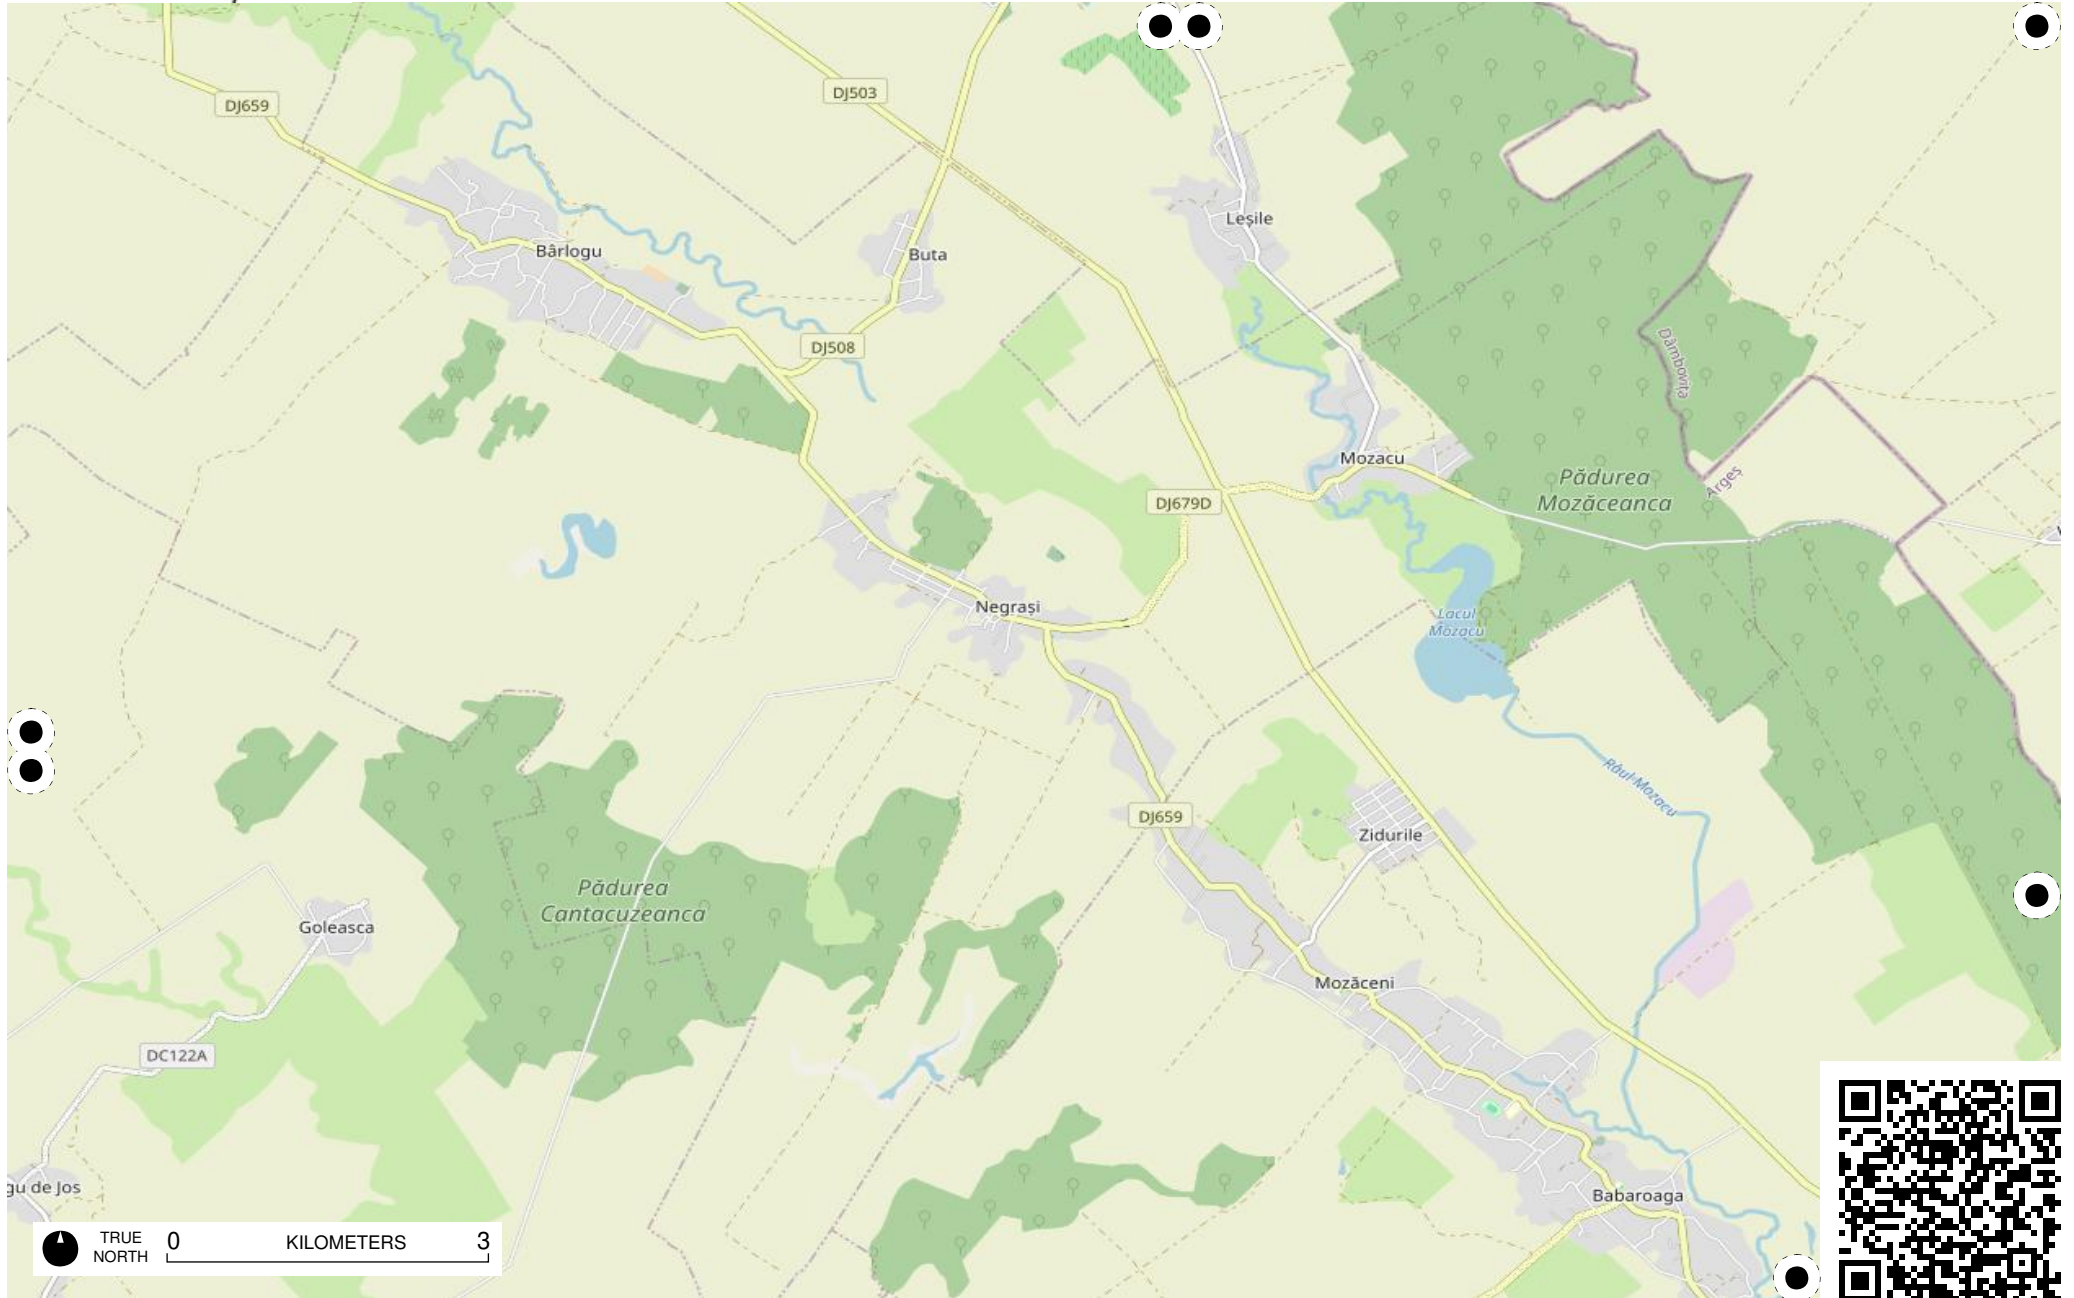 DJ503
DJ659
Leșile
Bârlogu
Buta
DJ508
Dâmbovița
Mozacu
Pădurea
Mozăceanca
Argeș
DJ679D
Negrași
Lacul
Mozacu
Râul Mozacu
DJ659
Zidurile
Pădurea
Cantacuzeanca
Goleasca
Mozăceni
DC122A
gu de Jos
Babaroaga
TRUE
NORTH
0 KILOMETERS 3